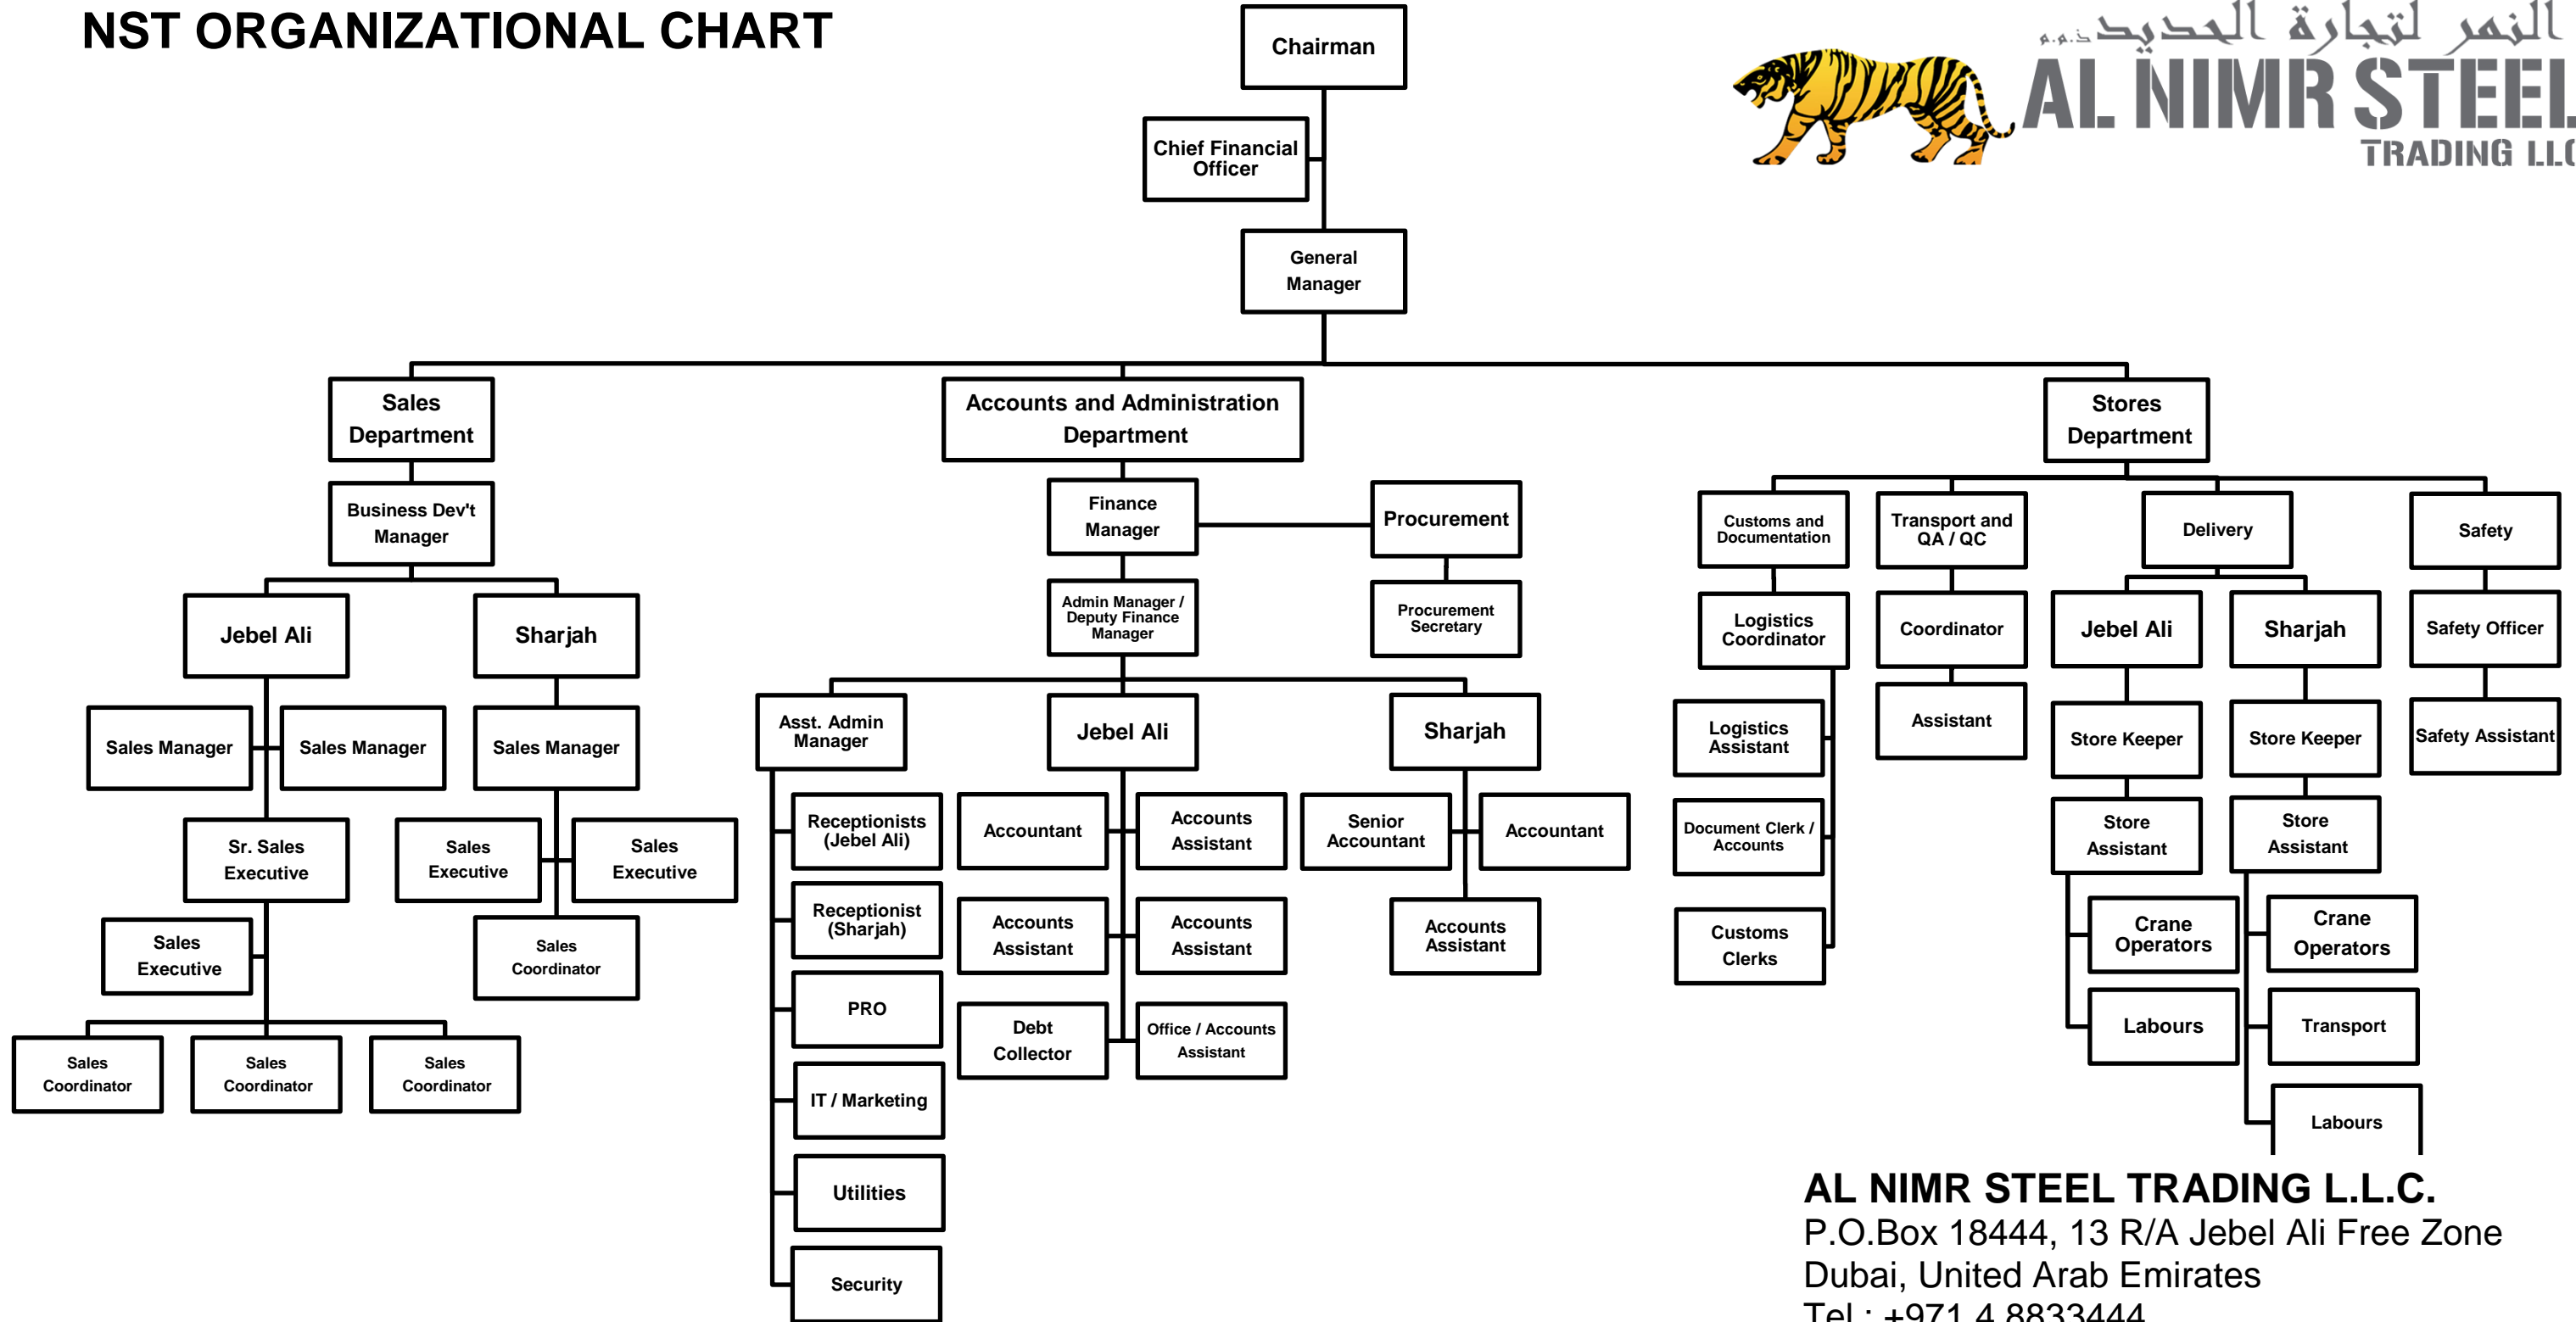 NST ORGANIZATIONAL CHART
النمر لتجارة الحديد ذ.م.م
AL NIMR STEEL
TRADING LLC
Chairman
Chief Financial
Officer
General
Manager
Sales
Department
Accounts and Administration
Department
Stores
Department
Business Dev't
Manager
Finance
Manager
Procurement
Customs and
Documentation
Transport and
QA / QC
Delivery
Safety
Jebel Ali
Sharjah
Admin Manager /
Deputy Finance
Manager
Procurement
Secretary
Logistics
Coordinator
Coordinator
Jebel Ali
Sharjah
Safety Officer
Sales Manager
Sales Manager
Sales Manager
Asst. Admin
Manager
Jebel Ali
Sharjah
Logistics
Assistant
Assistant
Store Keeper
Store Keeper
Safety Assistant
Sr. Sales
Executive
Sales
Executive
Sales
Executive
Receptionists
(Jebel Ali)
Accountant
Accounts
Assistant
Senior
Accountant
Accountant
Document Clerk /
Accounts
Store
Assistant
Store
Assistant
Sales
Executive
Sales
Coordinator
Receptionist
(Sharjah)
Accounts
Assistant
Accounts
Assistant
Accounts
Assistant
Customs
Clerks
Crane
Operators
Crane
Operators
Sales
Coordinator
Sales
Coordinator
Sales
Coordinator
PRO
Debt
Collector
Office / Accounts
Assistant
Labours
Transport
IT / Marketing
Labours
Utilities
Security
AL NIMR STEEL TRADING L.L.C.
P.O.Box 18444, 13 R/A Jebel Ali Free Zone
Dubai, United Arab Emirates
Tel.: +971 4 8833444